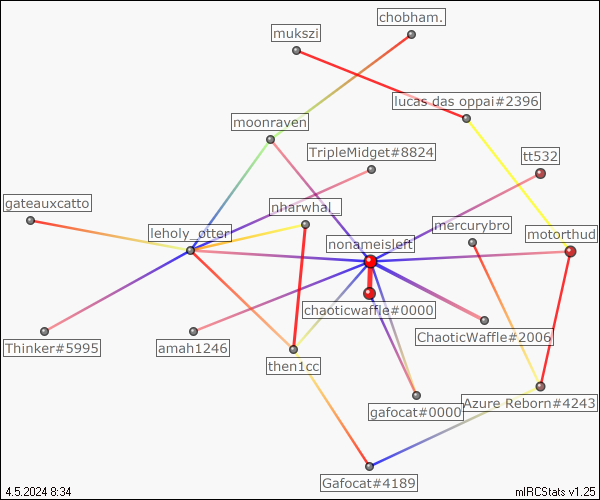 chobham.
mukszi
lucas das oppai#2396
moonraven
TripleMidget#8824
tt532
gateauxcatto
nharwhal_
mercurybro
leholy_otter
motorthud
nonameisleft
chaoticwaffle#0000
ChaoticWaffle#2006
Thinker#5995
amah1246
then1cc
Azure Reborn#4243
gafocat#0000
Gafocat#4189
4.5.2024 8:34
mIRCStats v1.25